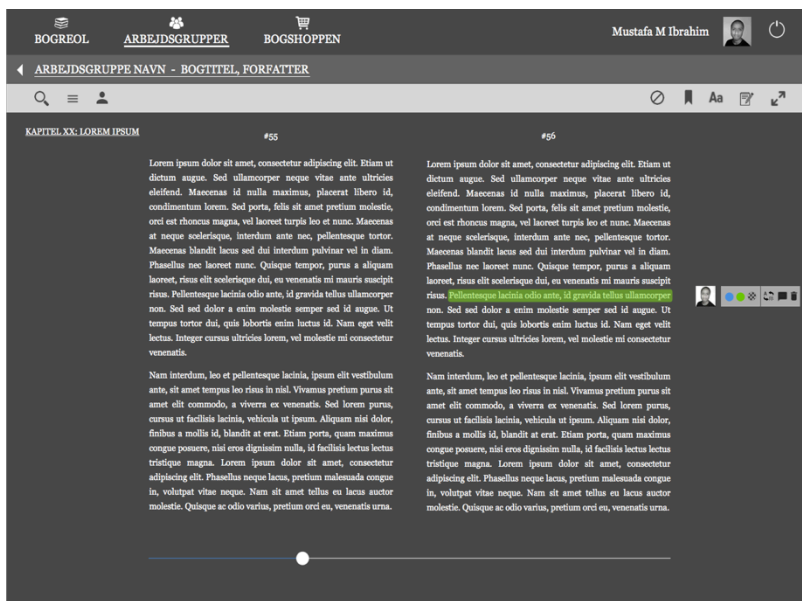 BOGREOL
ARBEJDSGRUPPER
BOGSHOPPEN
Mustafa M Ibrahim
ARBEJDSGRUPPE NAVN - BOGTITEL, FORFATTER
Aa
KAPITEL XX: LOREM IPSUM
#55
Lorem ipsum dolor sit amet, consectetur adipiscing elit. Etiam ut
dictum augue. Sed ullamcorper neque vitae ante ultricies
eleifend. Maecenas id nulla maximus, placerat libero id,
condimentum lorem. Sed porta, felis sit amet pretium molestie,
orci est rhoncus magna, vel laoreet turpis leo et nunc. Maecenas
at neque scelerisque, interdum ante nec, pellentesque tortor.
Maecenas blandit lacus sed dui interdum pulvinar vel in diam.
Phasellus nec laoreet nunc. Quisque tempor, purus a aliquam
laoreet, risus elit scelerisque dui, eu venenatis mi mauris suscipit
risus. Pellentesque lacinia odio ante, id gravida tellus ullamcorper
non. Sed sed dolor a enim molestie semper sed id augue. Ut
tempus tortor dui, quis lobortis enim luctus id. Nam eget velit
lectus. Integer cursus ultricies lorem, vel molestie mi consectetur
venenatis.
Nam interdum, leo et pellentesque lacinia, ipsum elit vestibulum
ante, sit amet tempus leo risus in nisl. Vivamus pretium purus sit
amet elit commodo, a viverra ex venenatis. Sed lorem purus,
cursus ut facilisis lacinia, vehicula ut ipsum. Aliquam nisi dolor,
finibus a mollis id, blandit at erat. Etiam porta, quam maximus
congue posuere, nisi eros dignissim nulla, id facilisis lectus lectus
tristique magna. Lorem ipsum dolor sit amet, consectetur
adipiscing elit. Phasellus neque lacus, pretium malesuada congue
in, volutpat vitae neque. Nam sit amet tellus eu lacus auctor
molestie. Quisque ac odio varius, pretium orci eu, venenatis urna.
#56
Lorem ipsum dolor sit amet, consectetur adipiscing elit. Etiam ut
dictum augue. Sed ullamcorper neque vitae ante ultricies
eleifend. Maecenas id nulla maximus, placerat libero id,
condimentum lorem. Sed porta, felis sit amet pretium molestie,
orci est rhoncus magna, vel laoreet turpis leo et nunc. Maecenas
at neque scelerisque, interdum ante nec, pellentesque tortor.
Maecenas blandit lacus sed dui interdum pulvinar vel in diam.
Phasellus nec laoreet nunc. Quisque tempor, purus a aliquam
laoreet, risus elit scelerisque dui, eu venenatis mi mauris suscipit
risus. Pellentesque lacinia odio ante, id gravida tellus ullamcorper
non. Sed sed dolor a enim molestie semper sed id augue. Ut
tempus tortor dui, quis lobortis enim luctus id. Nam eget velit
lectus. Integer cursus ultricies lorem, vel molestie mi consectetur
venenatis.
Nam interdum, leo et pellentesque lacinia, ipsum elit vestibulum
ante, sit amet tempus leo risus in nisl. Vivamus pretium purus sit
amet elit commodo, a viverra ex venenatis. Sed lorem purus,
cursus ut facilisis lacinia, vehicula ut ipsum. Aliquam nisi dolor,
finibus a mollis id, blandit at erat. Etiam porta, quam maximus
congue posuere, nisi eros dignissim nulla, id facilisis lectus lectus
tristique magna. Lorem ipsum dolor sit amet, consectetur
adipiscing elit. Phasellus neque lacus, pretium malesuada congue
in, volutpat vitae neque. Nam sit amet tellus eu lacus auctor
molestie. Quisque ac odio varius, pretium orci eu, venenatis urna.